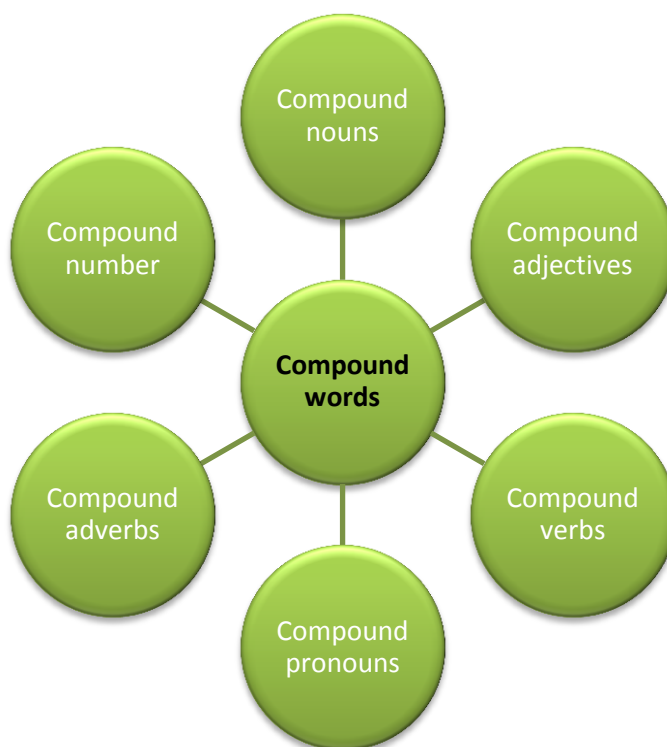 Compound
nouns
Compound
number
Compound
adjectives
Compound
words
Compound
adverbs
Compound
verbs
Compound
pronouns